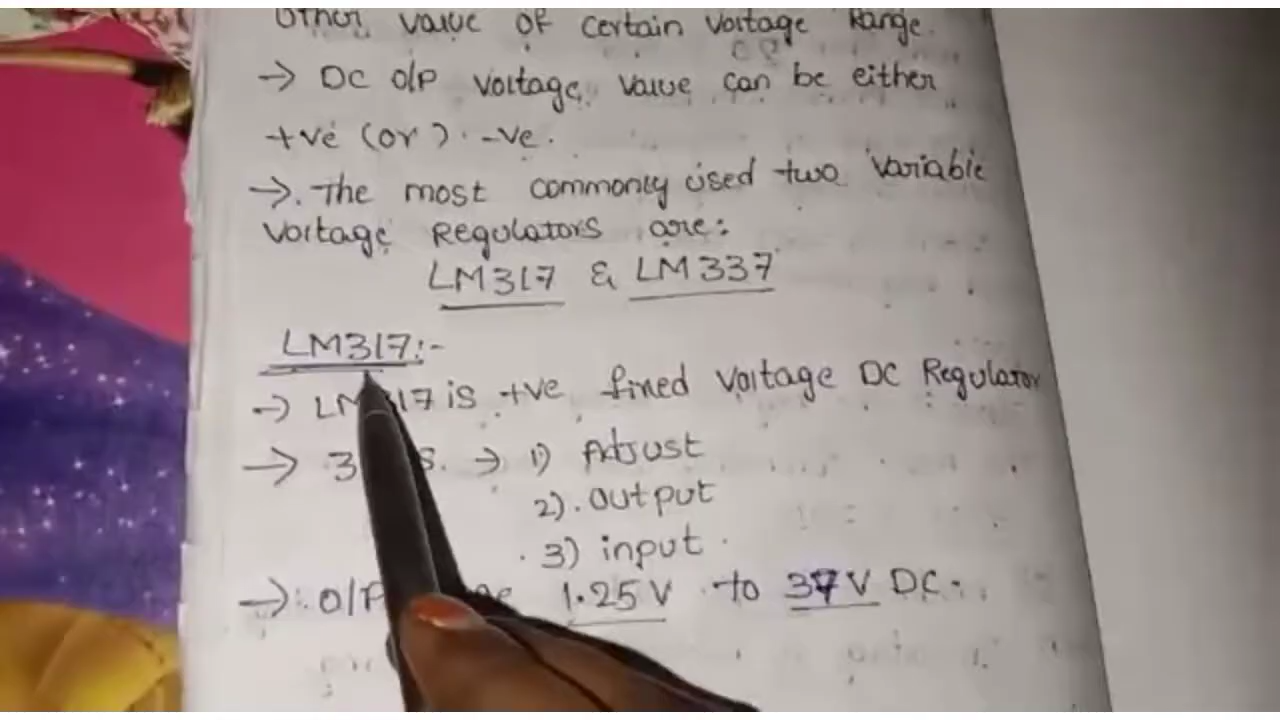 Other value of certain Voltage Range.
→ DC o/p voltage value can be either
+ve (or) -ve.
→ The most commonly used two variable
Voltage Regulators are:
LM317 & LM337
LM317:-
→ LM317 is +ve fixed Voltage DC Regulator
→ 3 → 1) Adjust
2). Output
3) input.
→ O/P 1.25V to 37V DC.